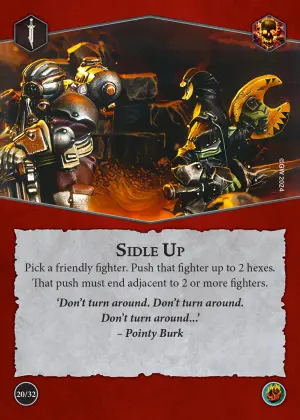 ©GW 2024
SIDLE UP
Pick a friendly fighter. Push that fighter up to 2 hexes.
That push must end adjacent to 2 or more fighters.
‘Don’t turn around. Don’t turn around.
Don’t turn around...’
– Pointy Burk
20/32